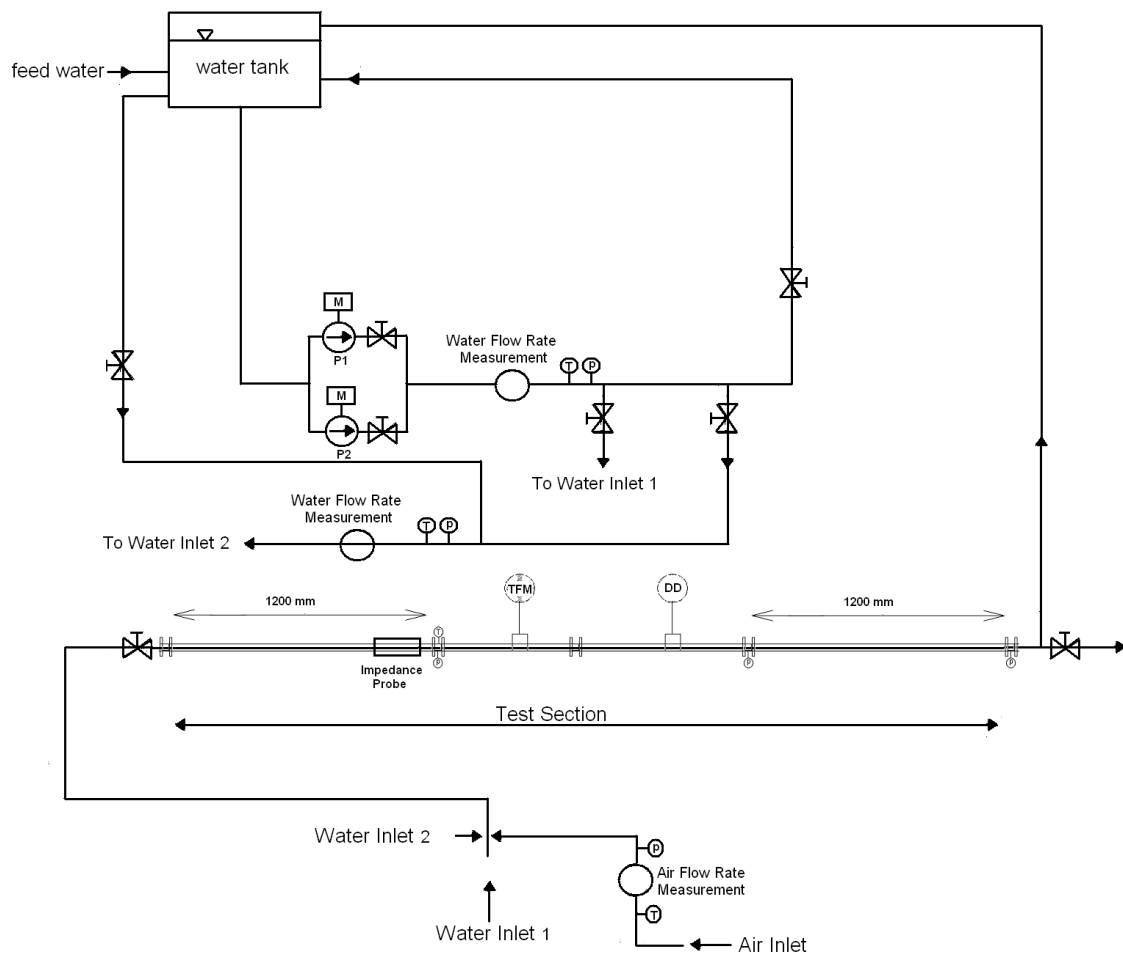 feed water
water tank
M
P1
M
P2
Water Flow Rate
Measurement
T
P
To Water Inlet 1
Water Flow Rate
Measurement
T
P
To Water Inlet 2
1200 mm
TFM
DD
1200 mm
T
P
P
P
Impedance
Probe
Test Section
Water Inlet 2
P
Air Flow Rate
Measurement
T
Water Inlet 1
Air Inlet